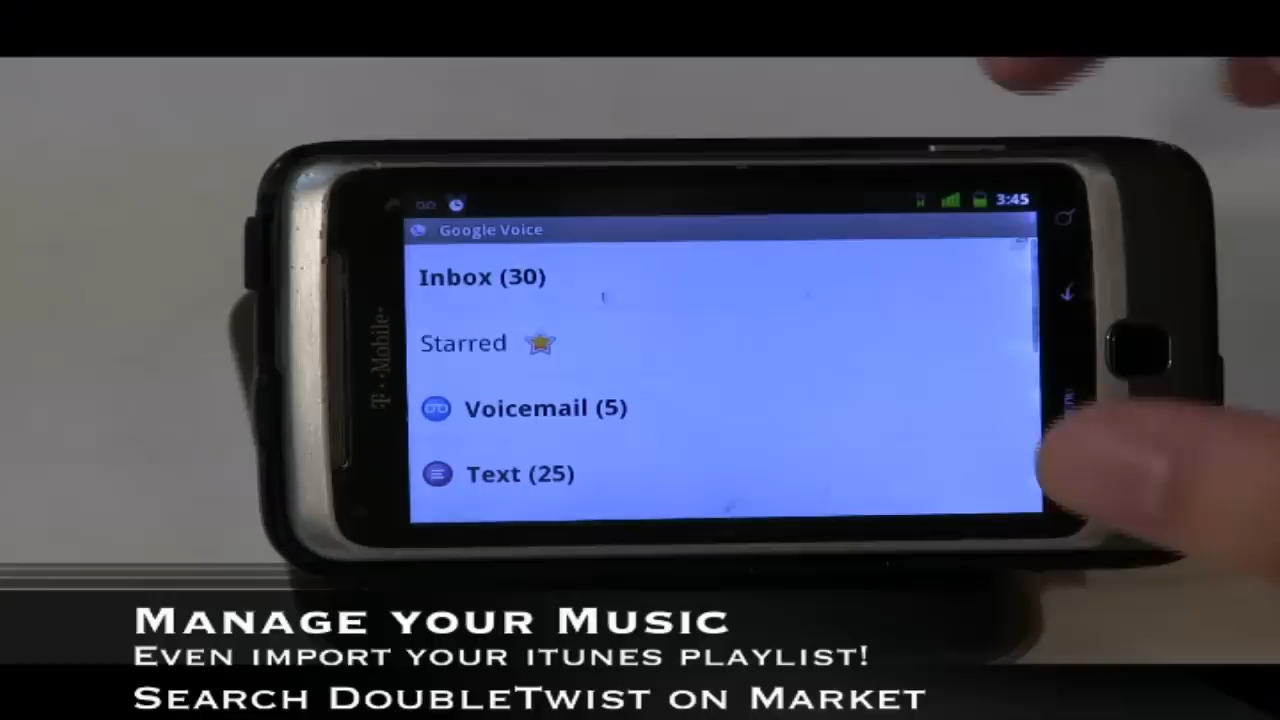 3:45
Google Voice
Inbox (30)
Starred
Voicemail (5)
Text (25)
T··Mobile·
Manage your Music
Even import your itunes playlist!
Search DoubleTwist on Market